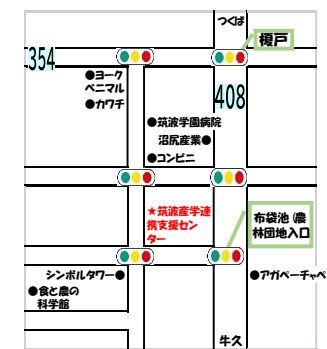 つくば
榎戸
354
●ヨーク
ベニマル
●カワチ
408
●筑波学園病院
沼尻産業●
●コンビニ
★筑波産学連
携支援セン
ター
布袋池（農
林団地入口
シンボルタワー●
●食と農の
科学館
●アガペーチャペ
牛久